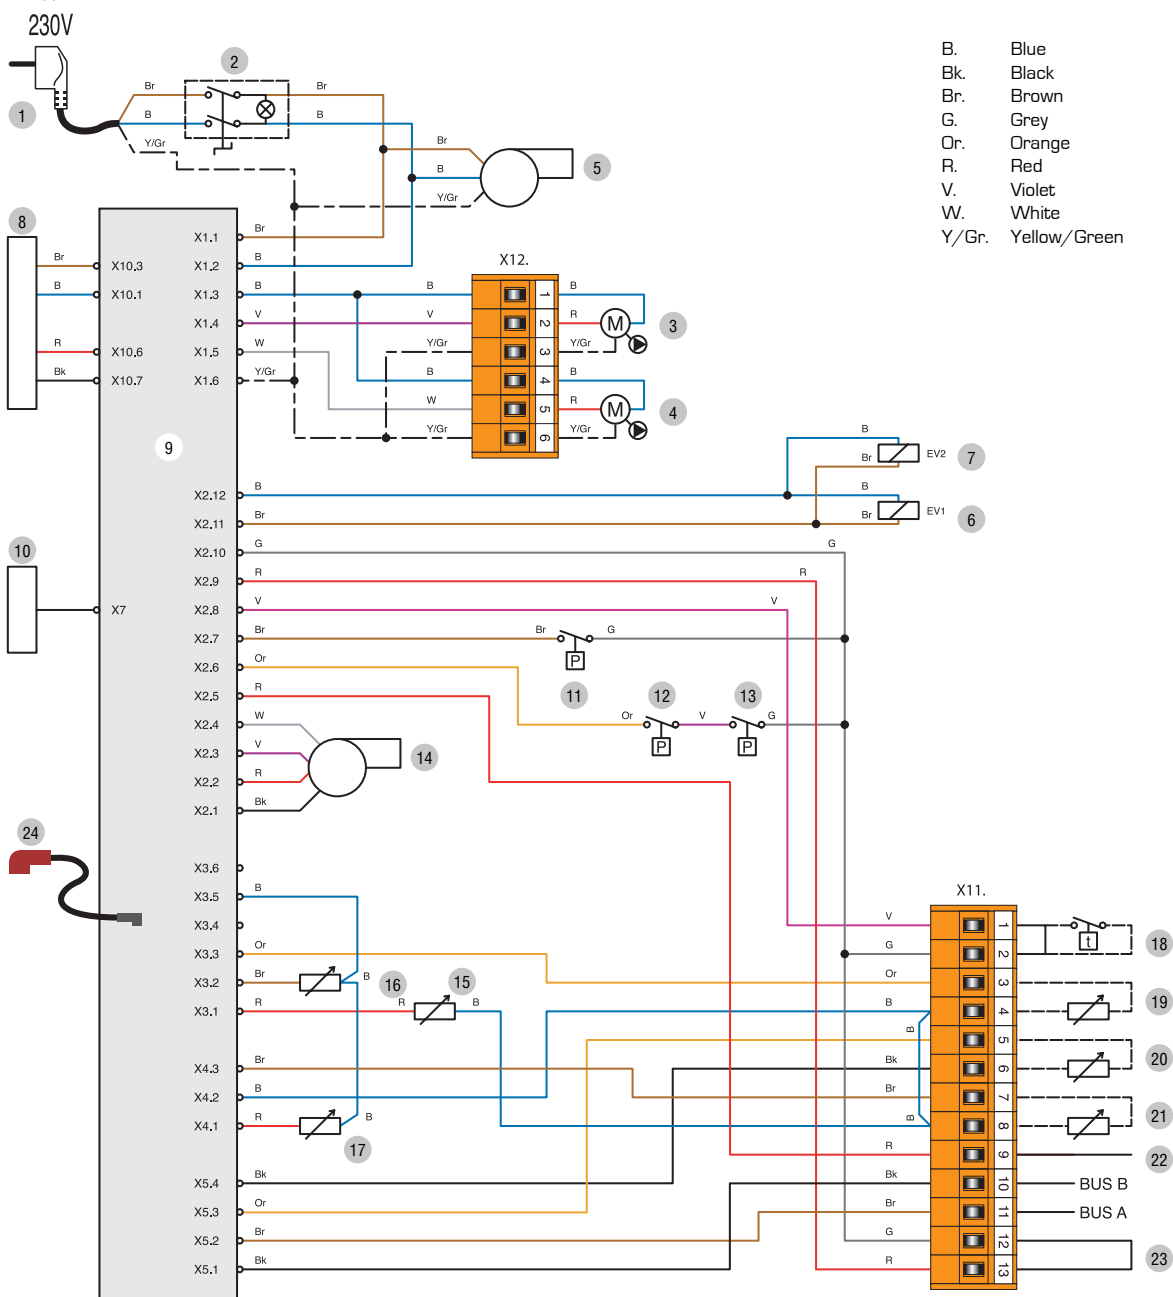 230V
B. Blue
Bk. Black
Br. Brown
G. Grey
Or. Orange
R. Red
V. Violet
W. White
Y/Gr. Yellow/Green
1
2
Br Br
B B
Y/Gr
Br
B
Y/Gr
5
8
Br X10.3
B X10.1
R X10.6
Bk X10.7
9
X1.1 Br
X1.2 B
X1.3 B B
X1.4 V V
X1.5 W
X1.6 Y/Gr
X12.
1 B
2 R M 3
Y/Gr 3 Y/Gr
B 4 B
W 5 R M 4
Y/Gr 6 Y/Gr
B
Br EV2 7
B
Br EV1 6
X2.12 B
X2.11 Br
X2.10 G G
X2.9 R R
X2.8 V V
X2.7 Br Br G
P
11
X2.6 Or
12 13
Or V G
P P
X2.5 R
X2.4 W
X2.3 V
X2.2 R
X2.1 Bk
14
10
X7
24
X3.6
X3.5 B
X3.4
X3.3 Or
X3.2 Br B 16
X3.1 R R 15 B
X4.3 Br
X4.2 B
X4.1 R B
17
X5.4 Bk
X5.3 Or
X5.2 Br
X5.1 Bk
X11.
V 1
t 18
G 2
Or 3
B 4 19
B 5
Bk 6 20
Br 7
B 8 21
R 9 22
Bk 10 BUS B
Br 11 BUS A
G 12
R 13 23